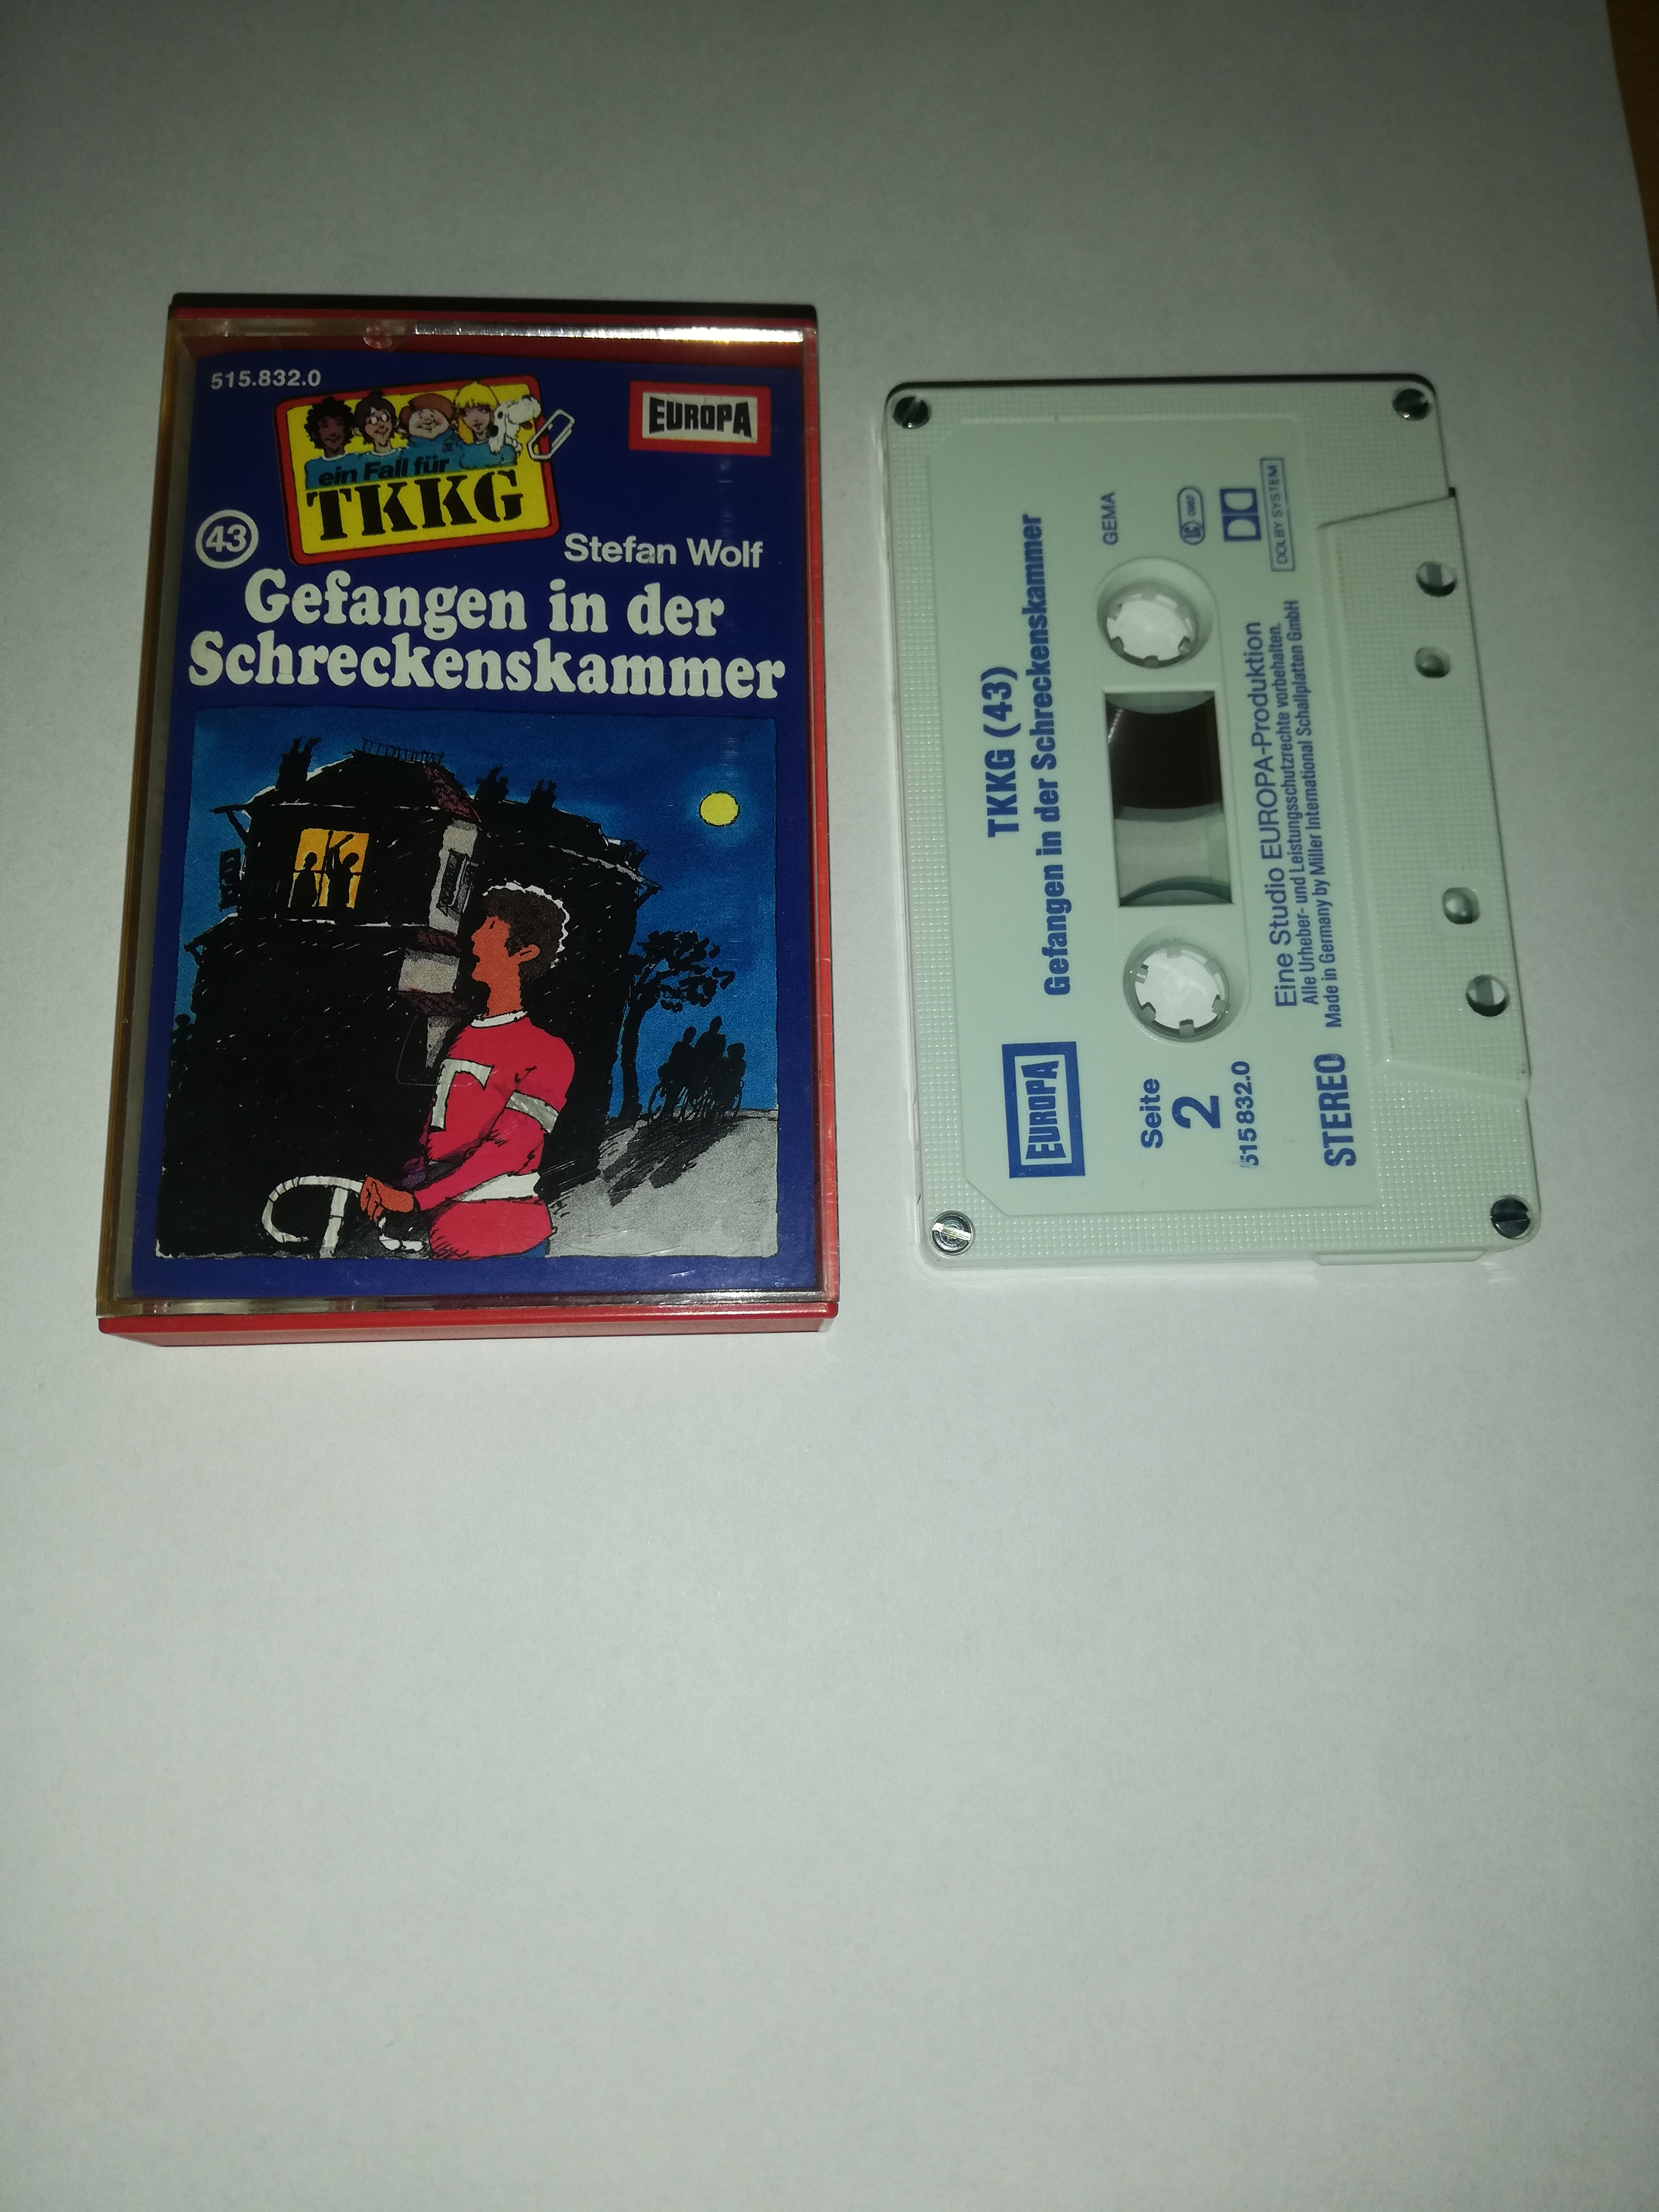 515.832.0
EUROPA
ein Fall für
TKKG
43
Stefan Wolf
Gefangen in der
Schreckenskammer
T
TKKG (43)
Gefangen in der Schreckenskammer
EUROPA
GEMA
Seite
2
515 832.0
LC
DOLBY SYSTEM
Eine Studio EUROPA-Produktion
Alle Urheber- und Leistungsschutzrechte vorbehalten.
STEREO
Made in Germany by Miller International Schallplatten GmbH